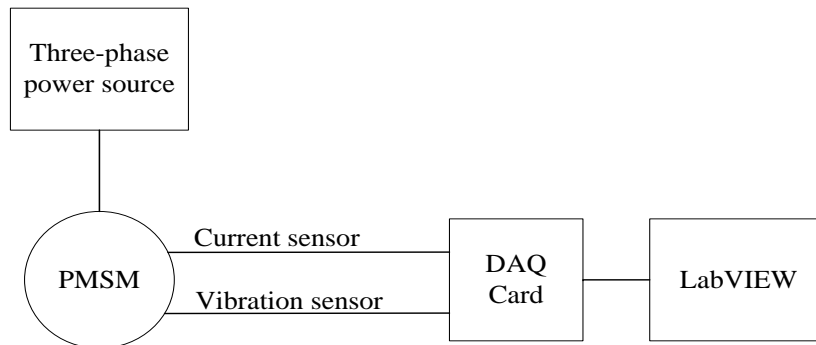 Three-phase
power source
Current sensor
PMSM
Vibration sensor
DAQ
Card
LabVIEW